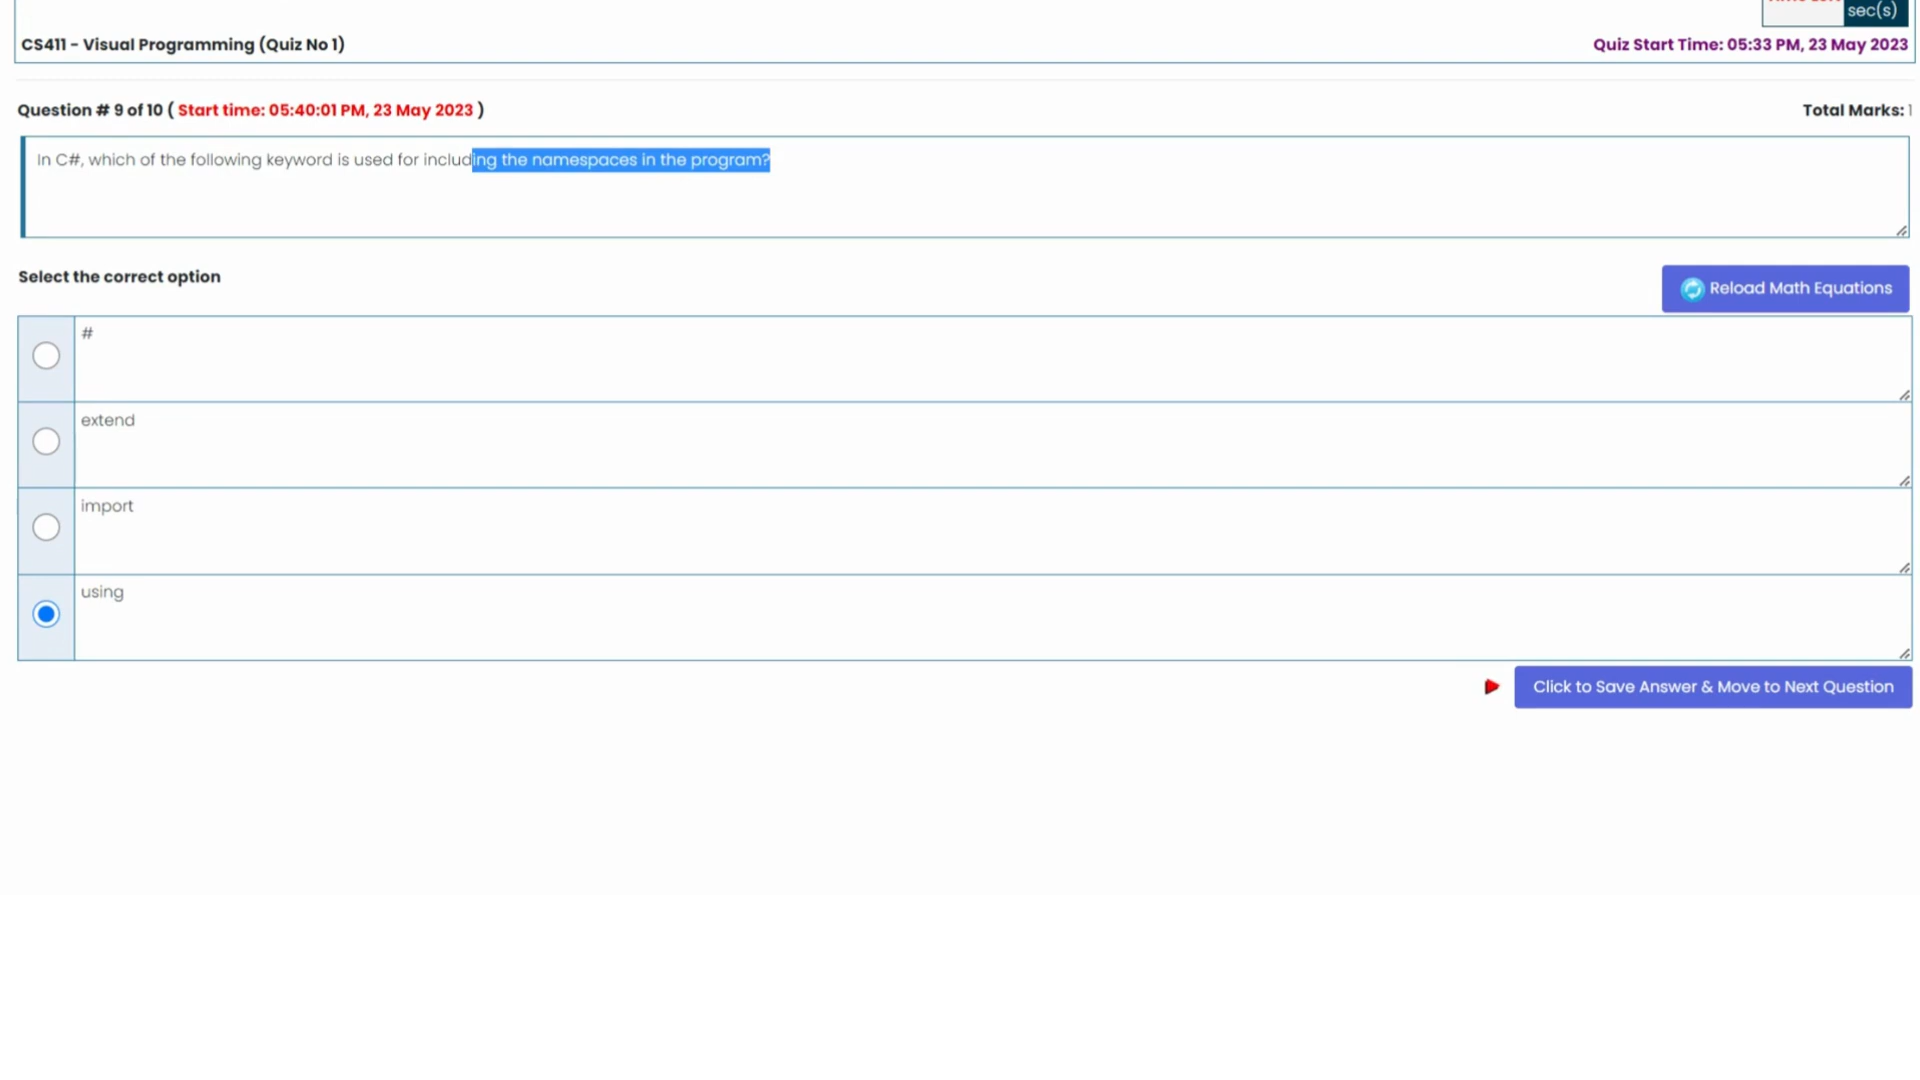 sec(s)
CS411 - Visual Programming (Quiz No 1)
Quiz Start Time: 05:33 PM, 23 May 2023
Question # 9 of 10 ( Start time: 05:40:01 PM, 23 May 2023 )
Total Marks: 1
In C#, which of the following keyword is used for including the namespaces in the program?
Select the correct option
Reload Math Equations
#
extend
import
using
Click to Save Answer & Move to Next Question